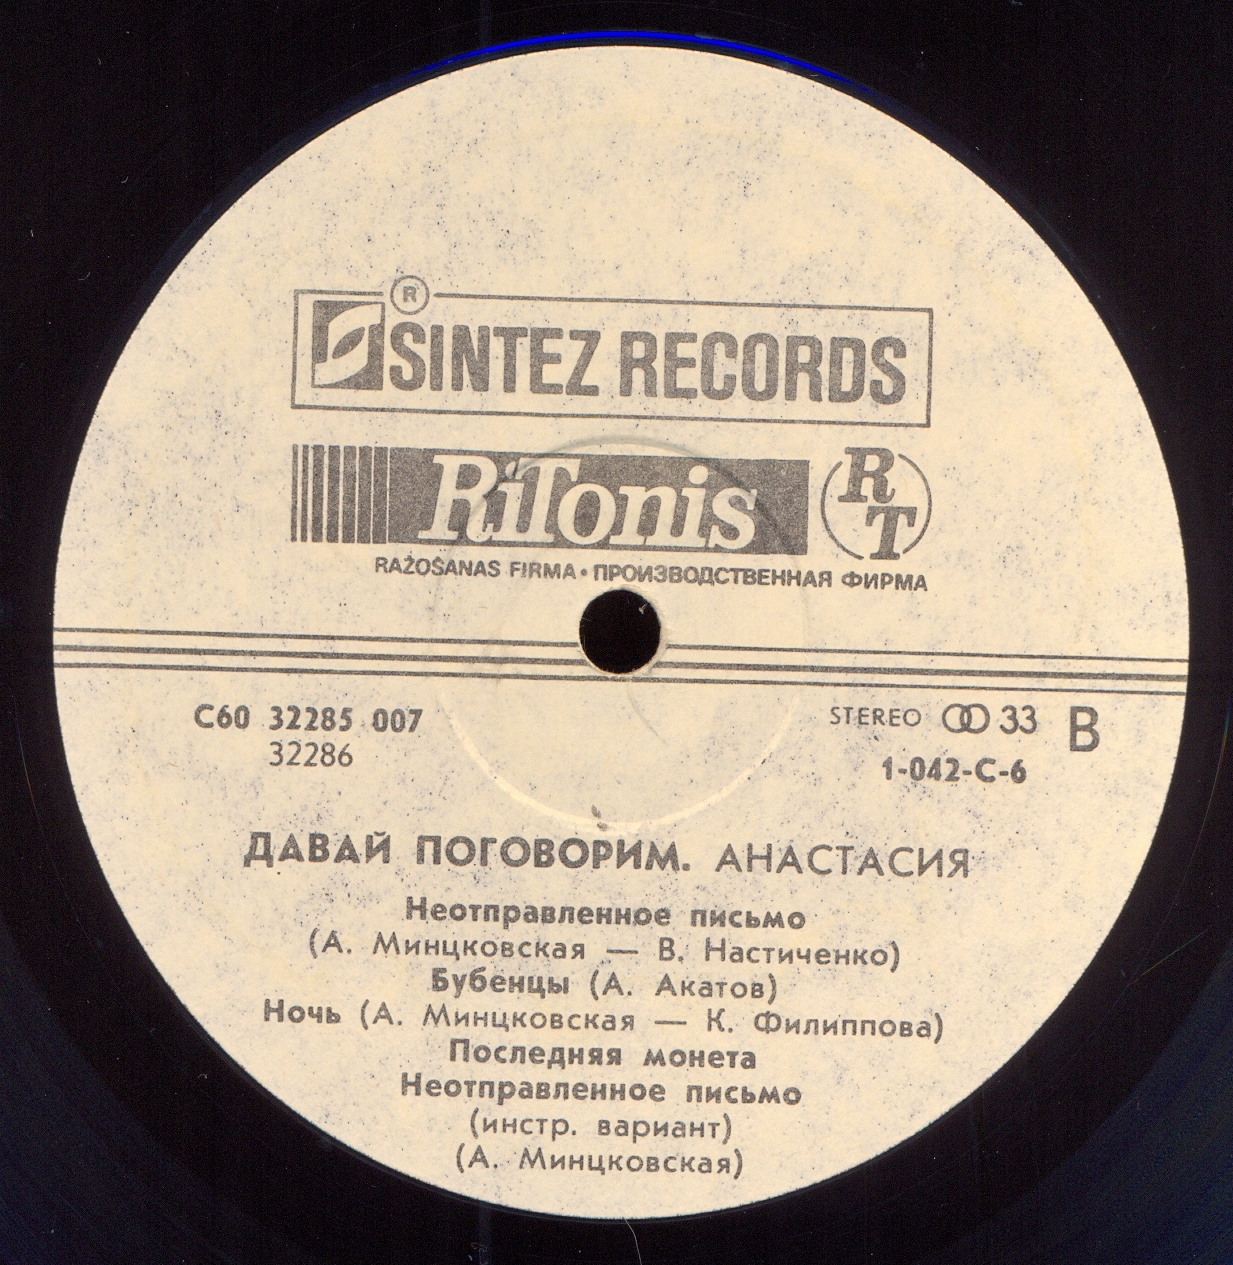 R
SINTEZ RECORDS
RiTonis RT
RAŽOŠANAS FIRMA • ПРОИЗВОДСТВЕННАЯ ФИРМА
С60 32285 007
32286
STEREO 33 B
1-042-C-6
ДАВАЙ ПОГОВОРИМ. АНАСТАСИЯ
Неотправленное письмо
(А. Минцковская — В. Настиченко)
Бубенцы (А. Акатов)
Ночь (А. Минцковская — К. Филиппова)
Последняя монета
Неотправленное письмо
(инстр. вариант)
(А. Минцковская)